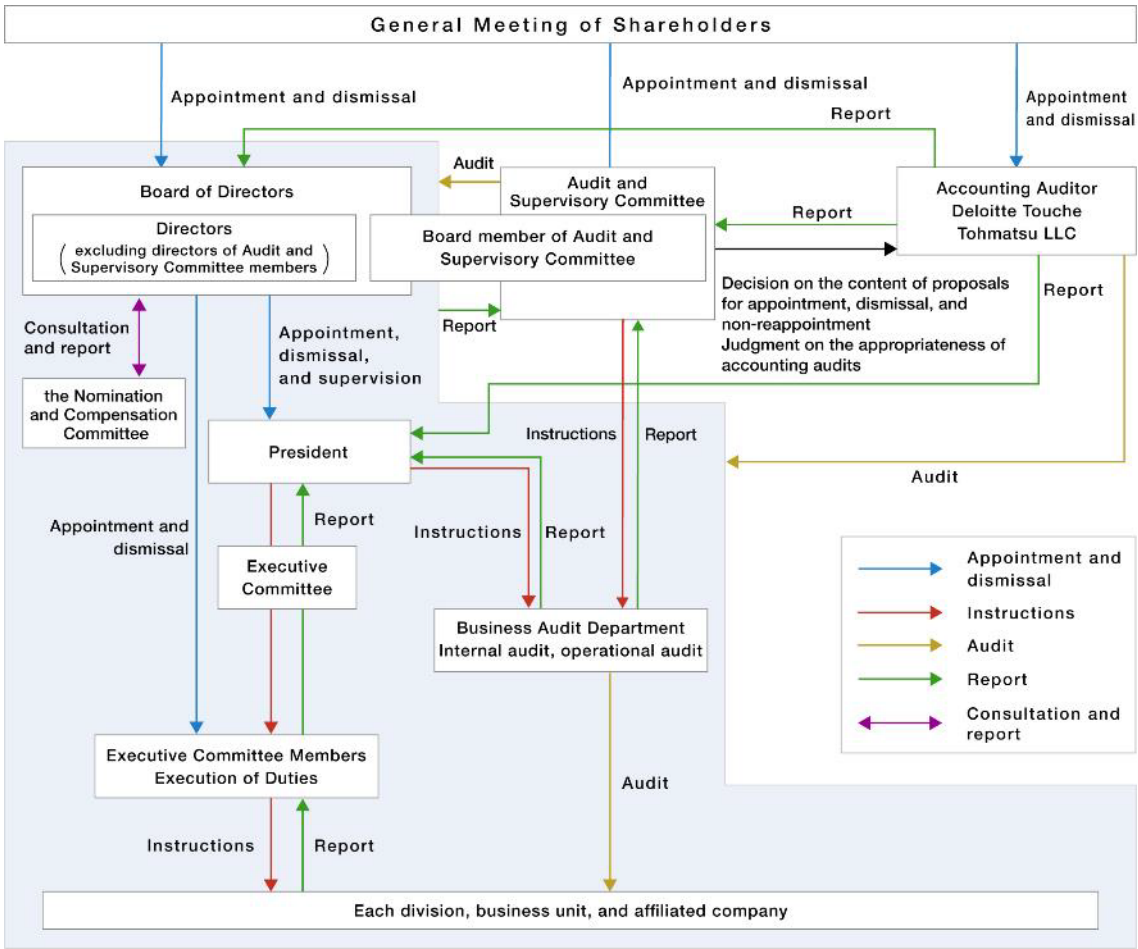 General Meeting of Shareholders
Appointment and dismissal
Appointment and dismissal
Appointment
and dismissal
Report
Board of Directors
Directors
(excluding directors of Audit and
Supervisory Committee members)
Audit
Audit and
Supervisory Committee
Board member of Audit and
Supervisory Committee
Report
Accounting Auditor
Deloitte Touche
Tohmatsu LLC
Decision on the content of proposals
for appointment, dismissal, and
non-reappointment
Judgment on the appropriateness of
accounting audits
Report
Report
Consultation
and report
Appointment,
dismissal,
and supervision
the Nomination
and Compensation
Committee
President
Instructions
Report
Audit
Appointment and
dismissal
Report
Instructions
Report
Executive
Committee
Business Audit Department
Internal audit, operational audit
Appointment and
dismissal
Instructions
Audit
Report
Consultation and
report
Executive Committee Members
Execution of Duties
Audit
Instructions
Report
Each division, business unit, and affiliated company